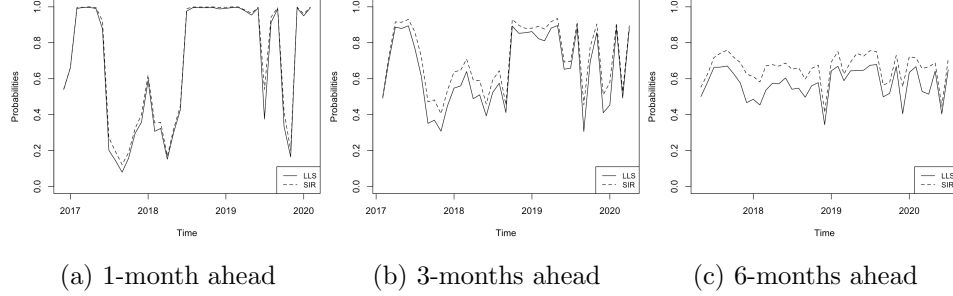 Probabilities
0.0
0.2
0.4
0.6
0.8
1.0
2017
2018
2019
2020
Time
LLS
SIR
(a) 1-month ahead
Probabilities
0.0
0.2
0.4
0.6
0.8
1.0
2017
2018
2019
2020
Time
LLS
SIR
(b) 3-months ahead
Probabilities
0.0
0.2
0.4
0.6
0.8
1.0
2018
2019
2020
Time
LLS
SIR
(c) 6-months ahead